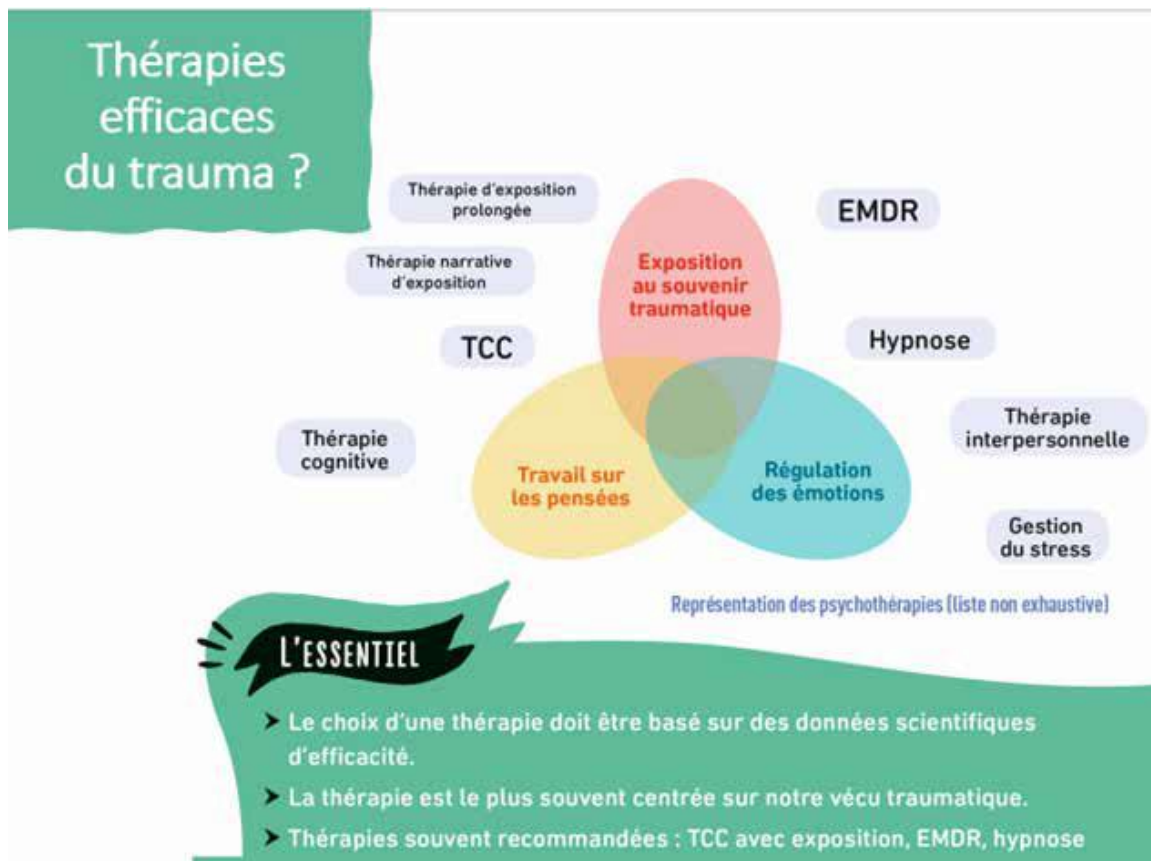 Thérapies
efficaces
du trauma ?
Thérapie d'exposition
prolongée
EMDR
Thérapie narrative
d'exposition
Exposition
au souvenir
traumatique
TCC
Hypnose
Thérapie
interpersonnelle
Thérapie
cognitive
Travail sur
les pensées
Régulation
des émotions
Gestion
du stress
Représentation des psychothérapies (liste non exhaustive)
L'ESSENTIEL
➤ Le choix d'une thérapie doit être basé sur des données scientifiques
d'efficacité.
➤ La thérapie est le plus souvent centrée sur notre vécu traumatique.
➤ Thérapies souvent recommandées : TCC avec exposition, EMDR, hypnose